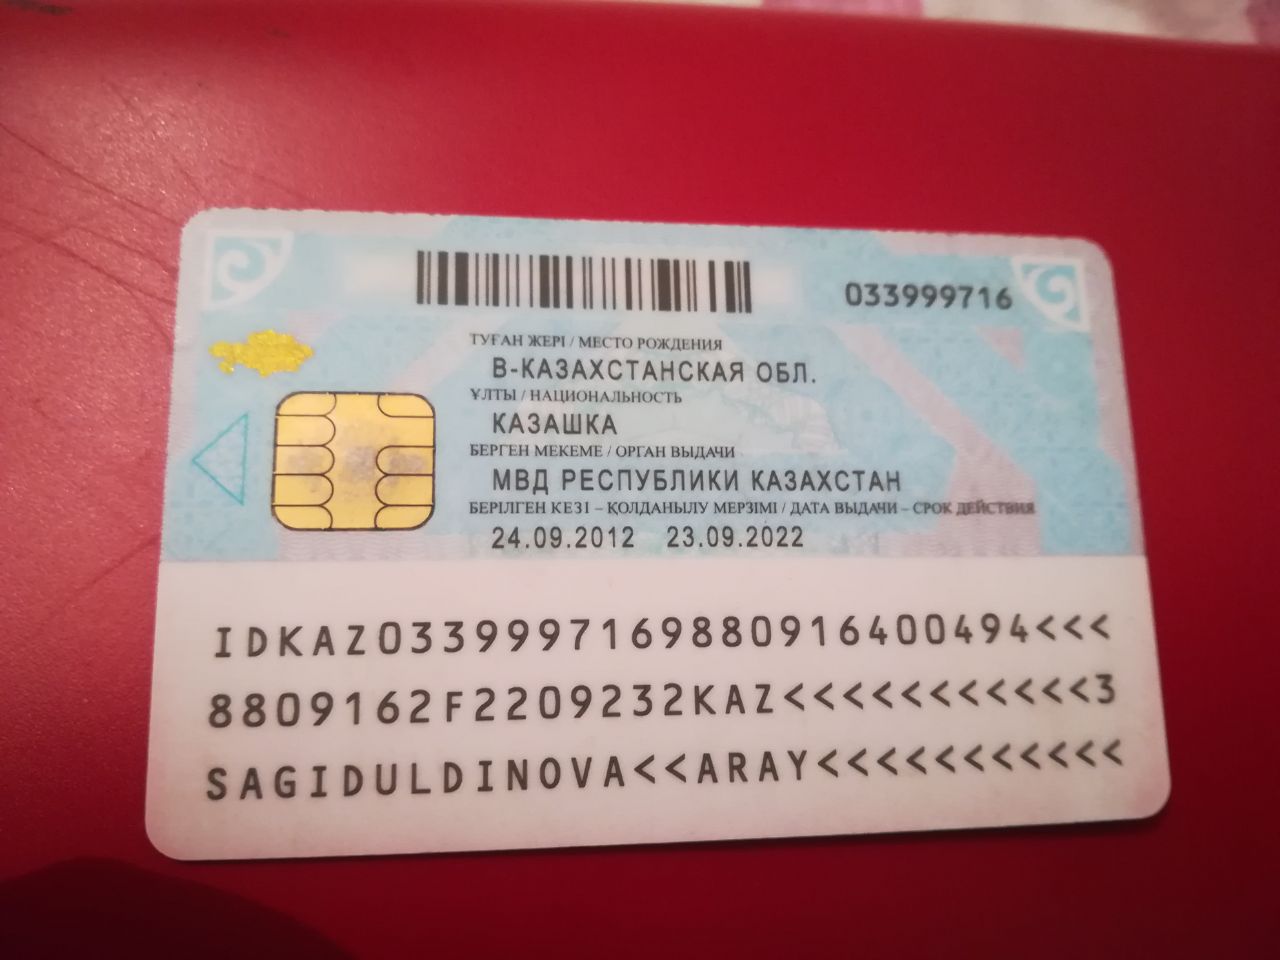 033999716
ТУҒАН ЖЕРІ / МЕСТО РОЖДЕНИЯ
В-КАЗАХСТАНСКАЯ ОБЛ.
ҰЛТЫ / НАЦИОНАЛЬНОСТЬ
КАЗАШКА
БЕРГЕН МЕКЕМЕ / ОРГАН ВЫДАЧИ
МВД РЕСПУБЛИКИ КАЗАХСТАН
БЕРІЛГЕН КЕЗІ – ҚОЛДАНЫЛУ МЕРЗІМІ / ДАТА ВЫДАЧИ – СРОК ДЕЙСТВИЯ
24.09.2012 23.09.2022
IDKAZ0339997169880916400494<<<
8809162F2209232KAZ<<<<<<<<<<<3
SAGIDULDINOVA<<ARAY<<<<<<<<<<<